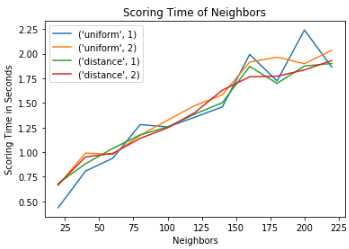 Scoring Time of Neighbors
('uniform', 1)
('uniform', 2)
('distance', 1)
('distance', 2)
Scoring Time in Seconds
2.25
2.00
1.75
1.50
1.25
1.00
0.75
0.50
25 50 75 100 125 150 175 200 225
Neighbors